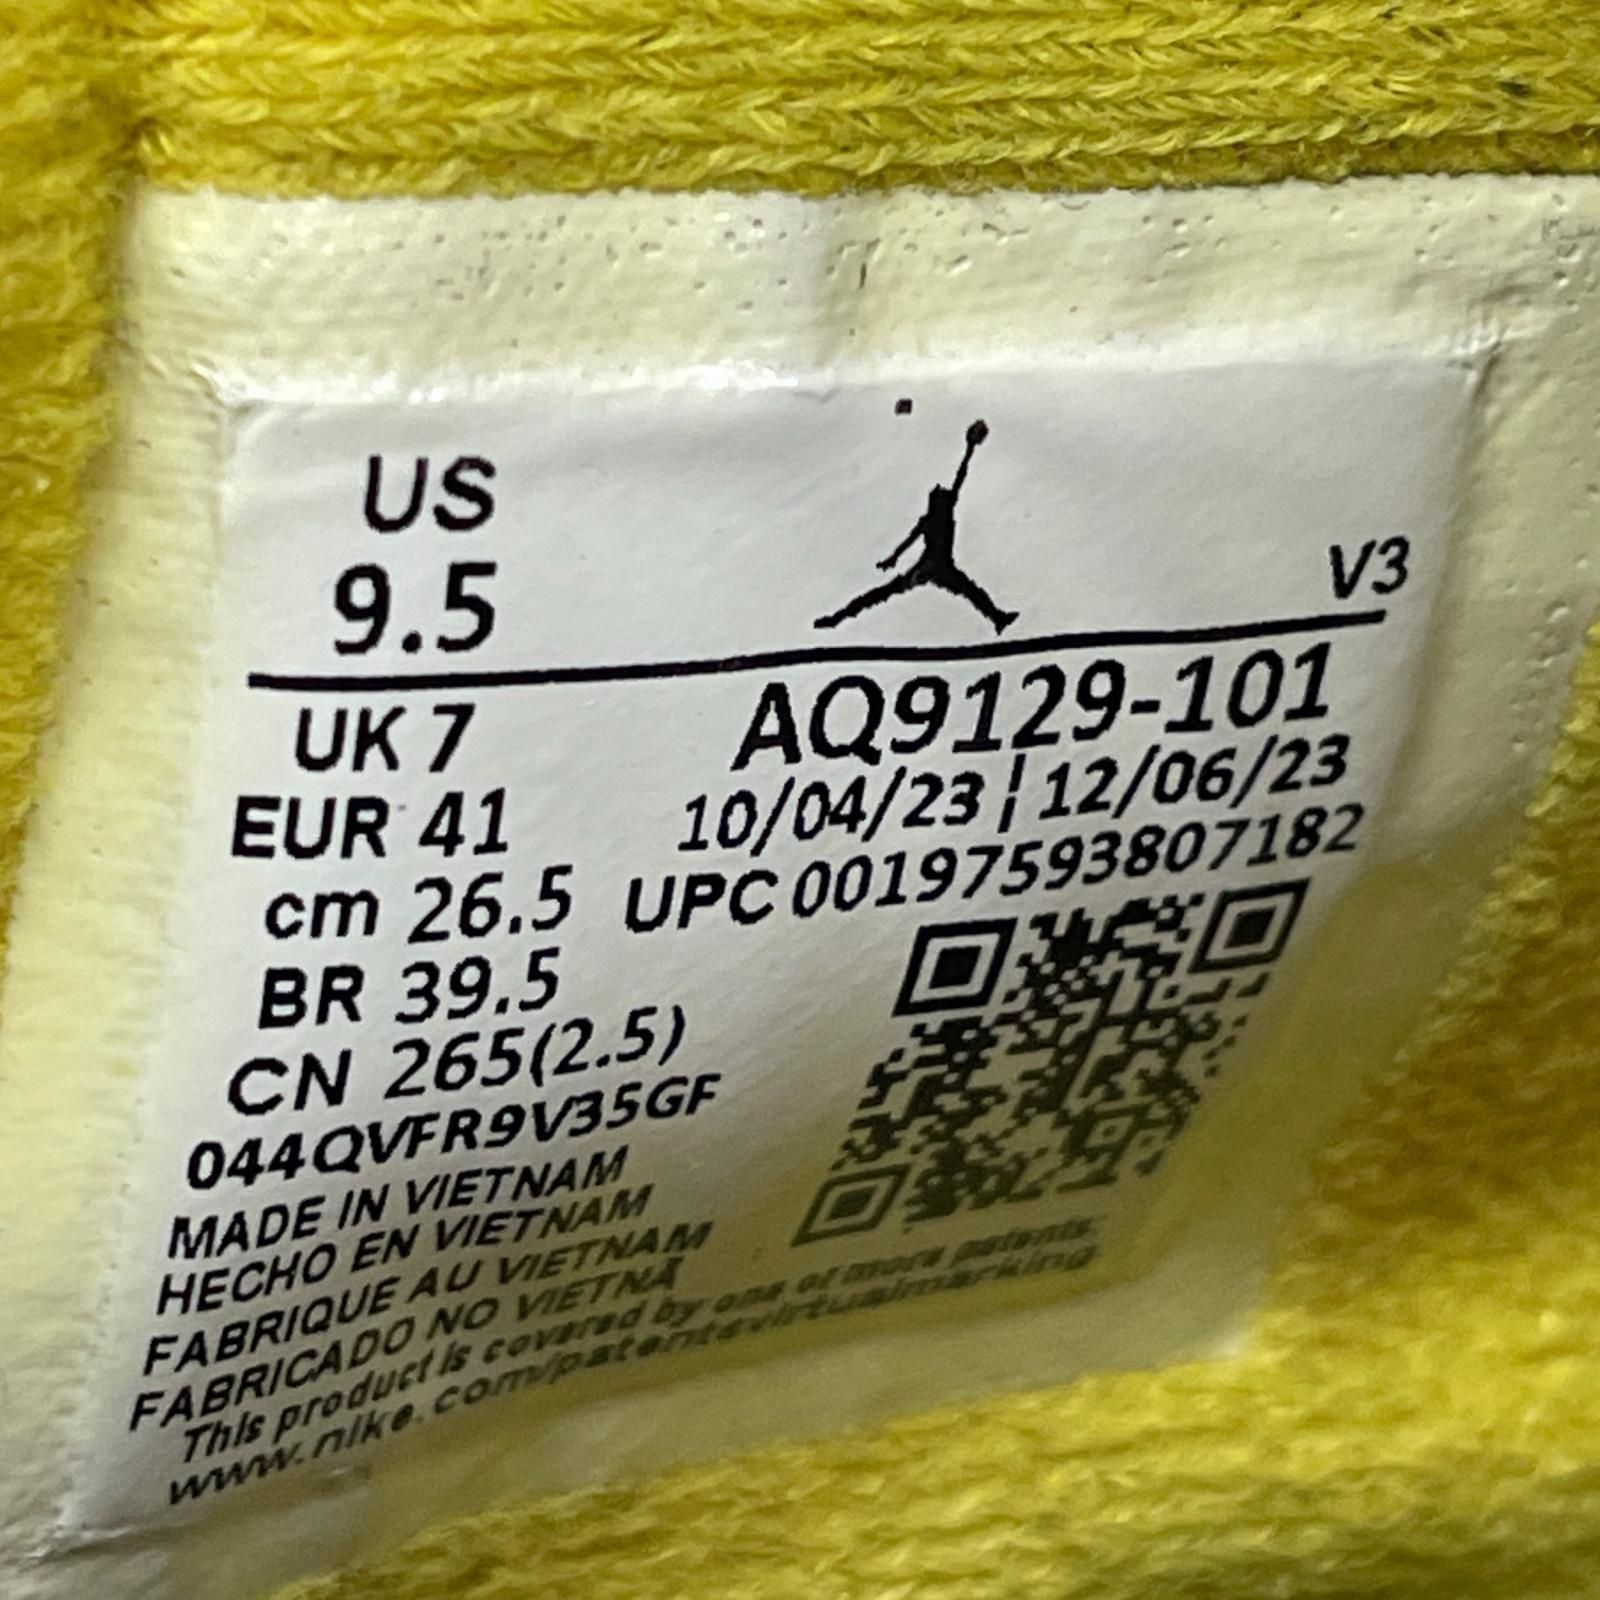 US
9.5
V3
UK 7
AQ9129-101
EUR 41
10/04/23 | 12/06/23
cm 26.5
UPC 00197593807182
BR 39.5
CN 265(2.5)
044QVFR9V35GF
MADE IN VIETNAM
HECHO EN VIETNAM
FABRIQUE AU VIETNAM
FABRICADO NO VIETNÃ
This product is covered by one or more patents.
www.nike.com/patentsvirtualmarking